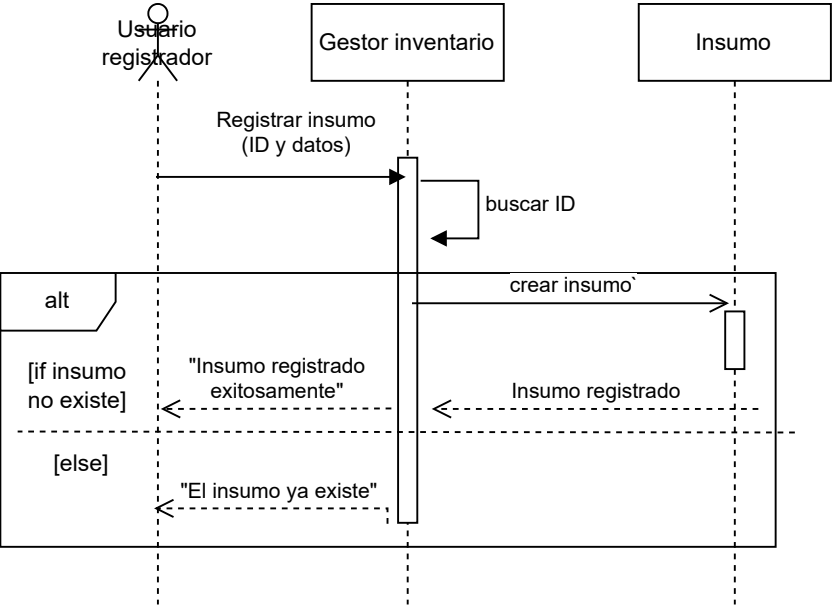 Usuario
registrador
Gestor inventario
Insumo
Registrar insumo
(ID y datos)
buscar ID
alt
crear insumo`
[if insumo
no existe]
"Insumo registrado
exitosamente"
Insumo registrado
[else]
"El insumo ya existe"